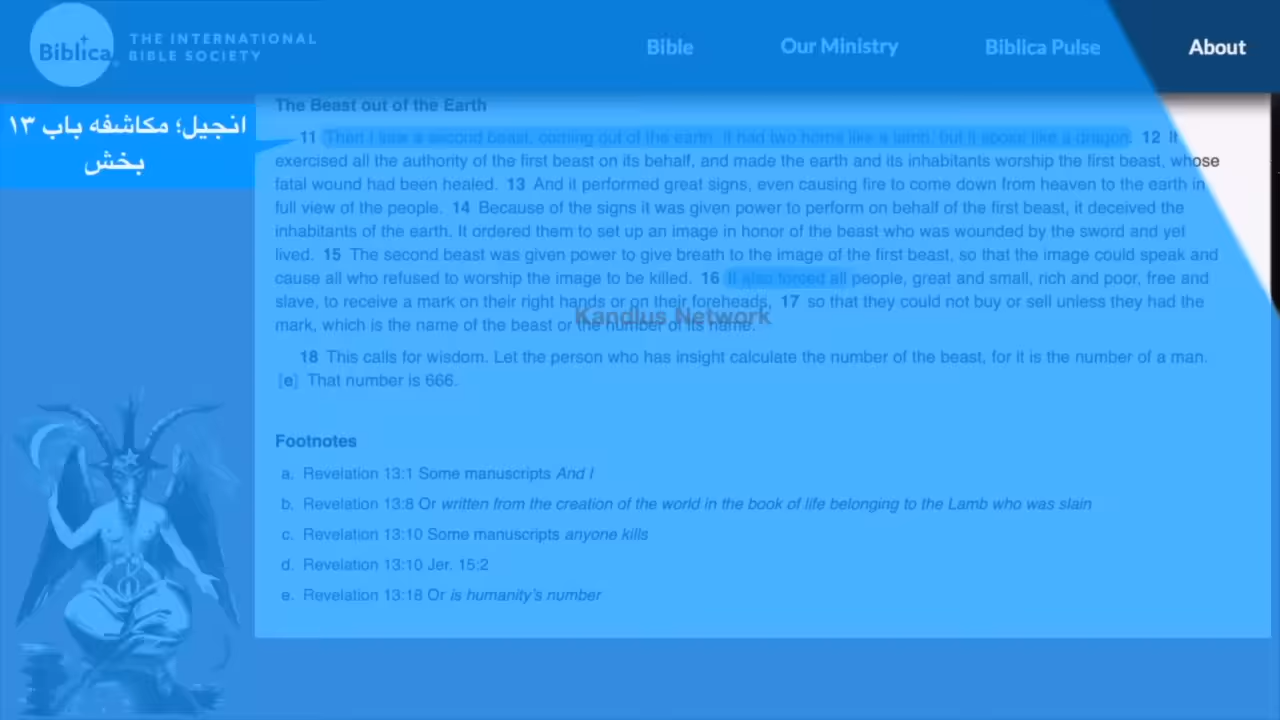 Biblica
THE INTERNATIONAL
BIBLE SOCIETY
Bible
Our Ministry
Biblica Pulse
About
انجیل؛ مکاشفه باب ۱۳
بخش
The Beast out of the Earth
11 Then I saw a second beast, coming out of the earth. It had two horns like a lamb, but it spoke like a dragon. 12 It
exercised all the authority of the first beast on its behalf, and made the earth and its inhabitants worship the first beast, whose
fatal wound had been healed. 13 And it performed great signs, even causing fire to come down from heaven to the earth in
full view of the people. 14 Because of the signs it was given power to perform on behalf of the first beast, it deceived the
inhabitants of the earth. It ordered them to set up an image in honor of the beast who was wounded by the sword and yet
lived. 15 The second beast was given power to give breath to the image of the first beast, so that the image could speak and
cause all who refused to worship the image to be killed. 16 It also forced all people, great and small, rich and poor, free and
slave, to receive a mark on their right hands or on their foreheads, 17 so that they could not buy or sell unless they had the
Kandlus Network
mark, which is the name of the beast or the number of its name.
18 This calls for wisdom. Let the person who has insight calculate the number of the beast, for it is the number of a man.
[e] That number is 666.
Footnotes
a. Revelation 13:1 Some manuscripts And I
b. Revelation 13:8 Or written from the creation of the world in the book of life belonging to the Lamb who was slain
c. Revelation 13:10 Some manuscripts anyone kills
d. Revelation 13:10 Jer. 15:2
e. Revelation 13:18 Or is humanity's number